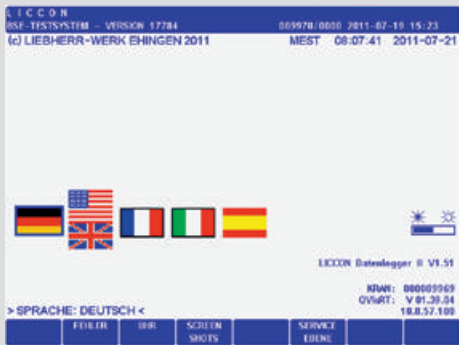 LICCON
BSE-TESTSYSTEM - VERSION 17784 009970/0000 2011-07-19 15:23
(c) LIEBHERR-WERK EHINGEN 2011 MEST 08:07:41 2011-07-21
LICCON Datenlogger II V1.51
KRAN: 000009969
OVisRT: V 01.39.04
10.0.57.100
> SPRACHE: DEUTSCH <
FEHLER UHR SCREEN SERVICE
SHOTS EBENE